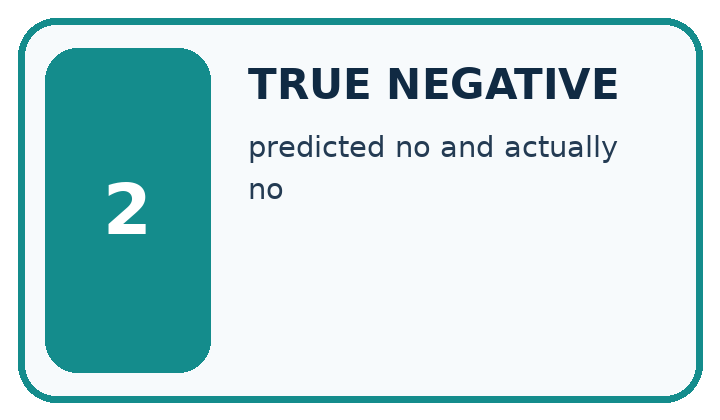 2
TRUE NEGATIVE
predicted no and actually
no